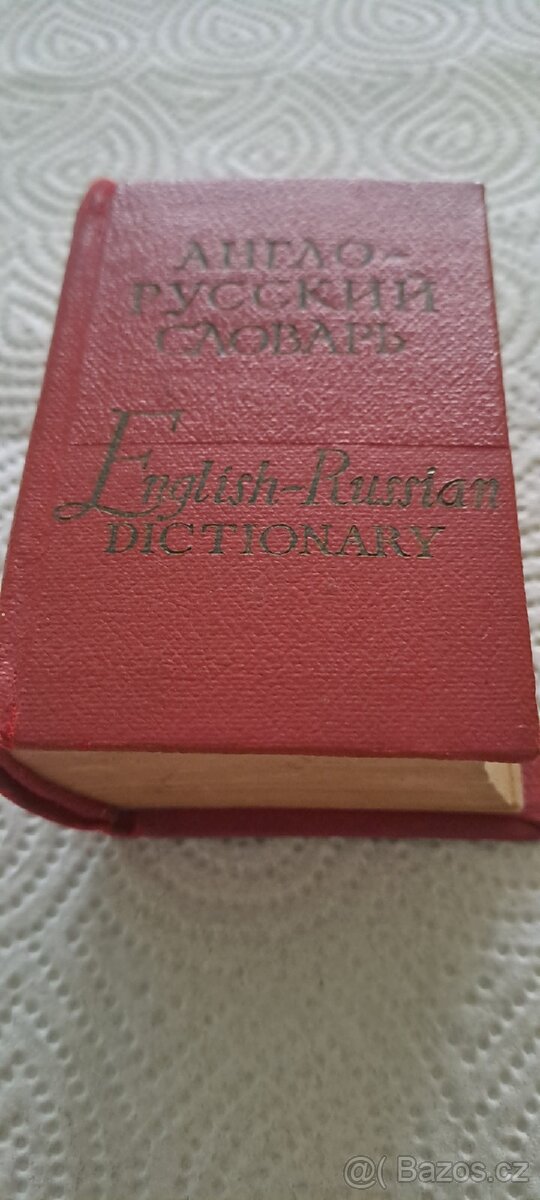 АНГЛО-
РУССКИЙ
СЛОВАРЬ
English-Russian
DICTIONARY
@( Bazos.cz